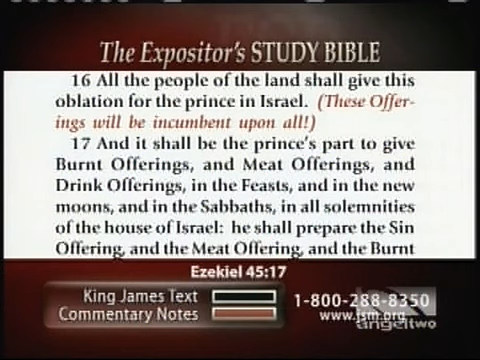 The Expositor's STUDY BIBLE
16 All the people of the land shall give this
oblation for the prince in Israel. (These Offer-
ings will be incumbent upon all!)
17 And it shall be the prince's part to give
Burnt Offerings, and Meat Offerings, and
Drink Offerings, in the Feasts, and in the new
moons, and in the Sabbaths, in all solemnities
of the house of Israel: he shall prepare the Sin
Offering, and the Meat Offering, and the Burnt
Ezekiel 45:17
King James Text
Commentary Notes
1-800-288-8350
www.jsm.org
angeltwo